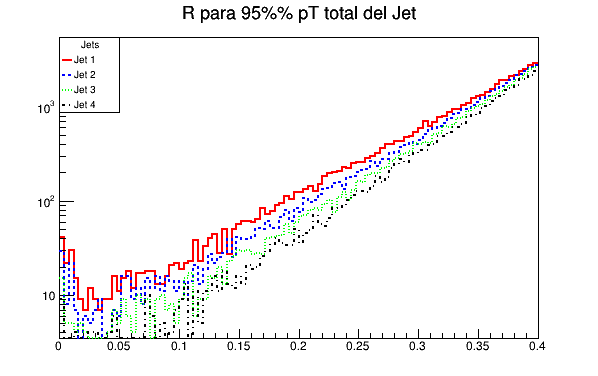 R para 95%% pT total del Jet
Jets
Jet 1
Jet 2
Jet 3
Jet 4
10³
10²
10
0 0.05 0.1 0.15 0.2 0.25 0.3 0.35 0.4